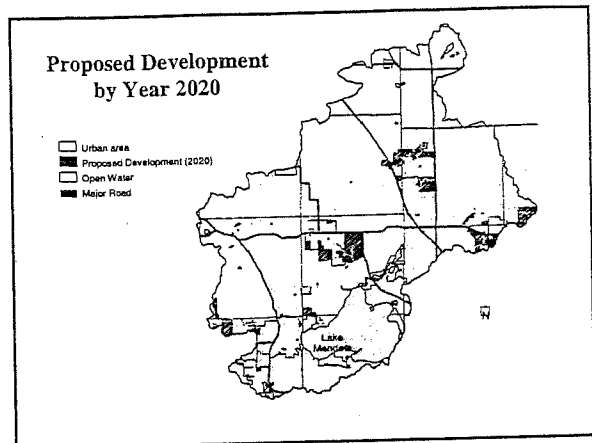 Proposed Development
by Year 2020
Urban area
Proposed Development (2020)
Open Water
Major Road
Lake
Mendota
N